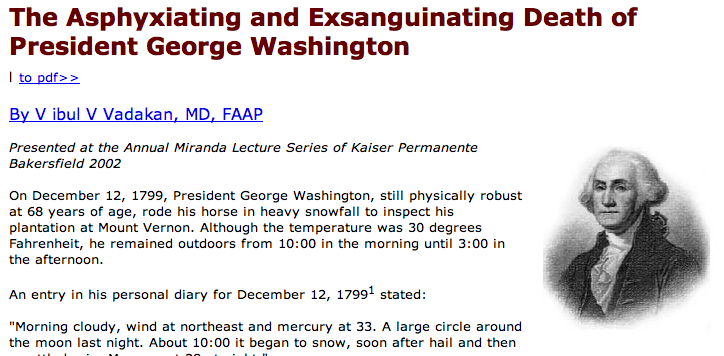 The Asphyxiating and Exsanguinating Death of
President George Washington
| to pdf>>
By V ibul V Vadakan, MD, FAAP
Presented at the Annual Miranda Lecture Series of Kaiser Permanente
Bakersfield 2002
On December 12, 1799, President George Washington, still physically robust
at 68 years of age, rode his horse in heavy snowfall to inspect his
plantation at Mount Vernon. Although the temperature was 30 degrees
Fahrenheit, he remained outdoors from 10:00 in the morning until 3:00 in
the afternoon.
An entry in his personal diary for December 12, 1799¹ stated:
"Morning cloudy, wind at northeast and mercury at 33. A large circle around
the moon last night. About 10:00 it began to snow, soon after hail and then